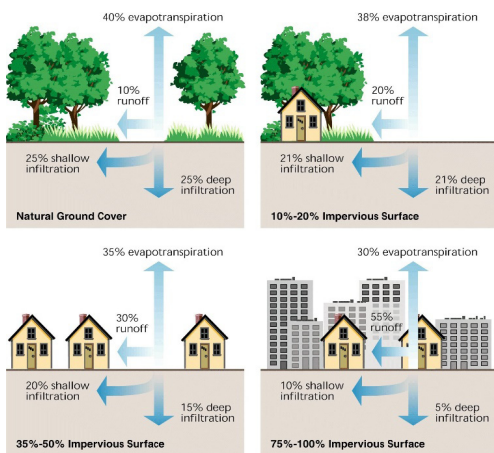 40% evapotranspiration
10%
runoff
25% shallow
infiltration
25% deep
infiltration
Natural Ground Cover
38% evapotranspiration
20%
runoff
21% shallow
infiltration
21% deep
infiltration
10%-20% Impervious Surface
35% evapotranspiration
30%
runoff
20% shallow
infiltration
15% deep
infiltration
35%-50% Impervious Surface
30% evapotranspiration
55%
runoff
10% shallow
infiltration
5% deep
infiltration
75%-100% Impervious Surface